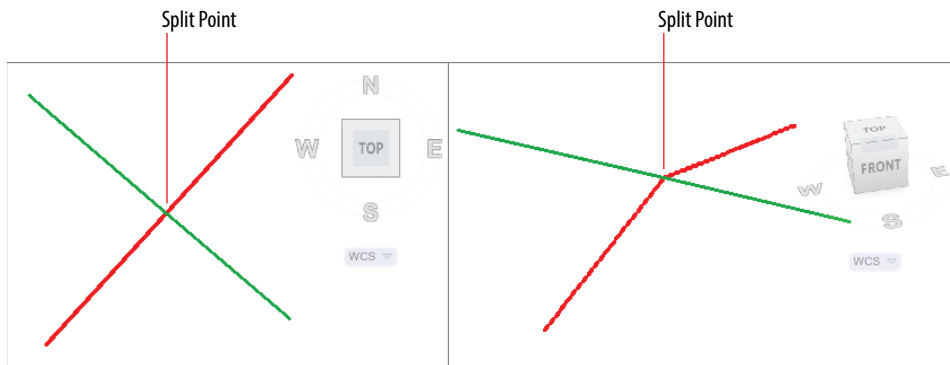 Split Point
Split Point
N
W
TOP
E
S
WCS
TOP
FRONT
W
E
S
WCS